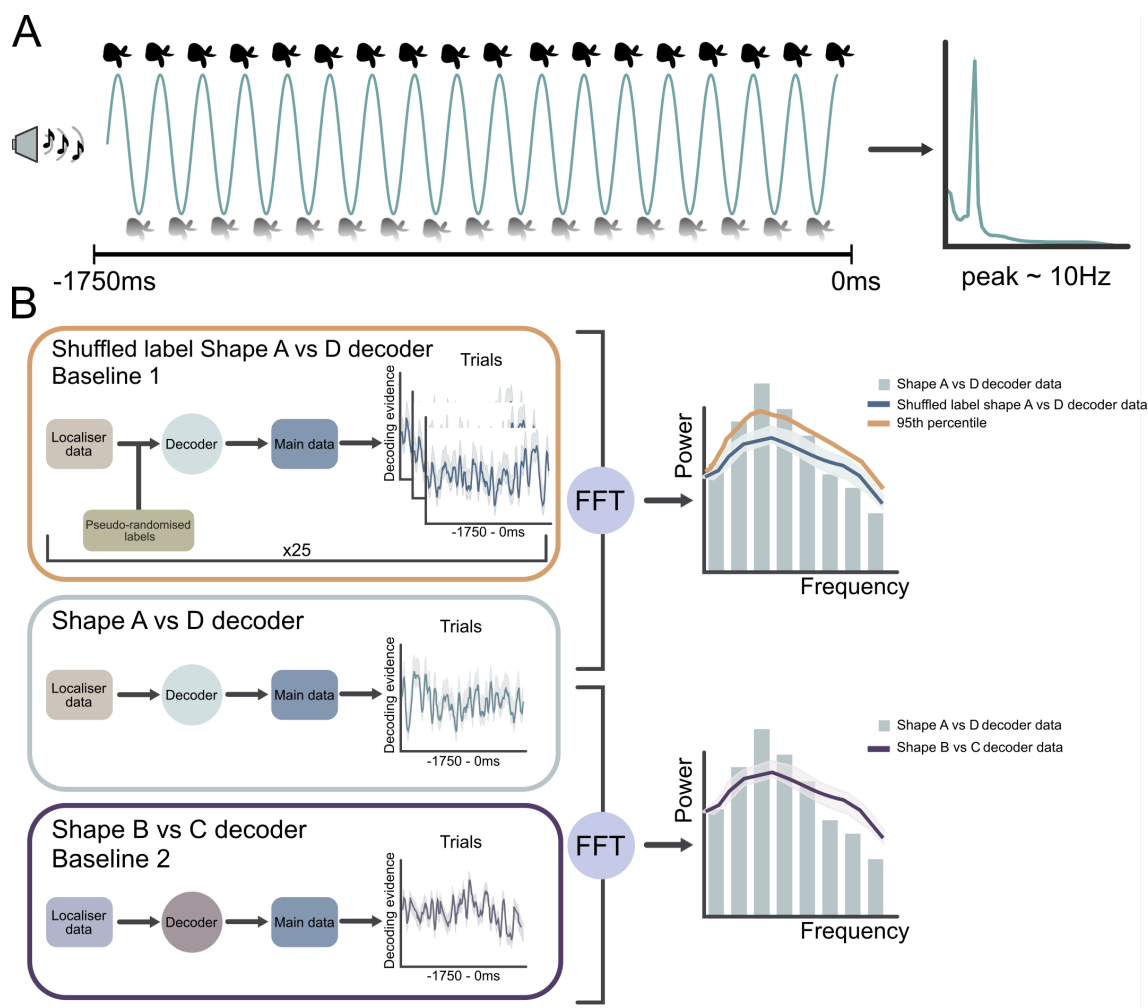 A
-1750ms
0ms
peak ~ 10Hz
B
Shuffled label Shape A vs D decoder
Baseline 1
Trials
Decoding evidence
Localiser
data
Decoder
Main data
Pseudo-randomised
labels
-1750 - 0ms
x25
FFT
Power
Frequency
Shape A vs D decoder data
Shuffled label shape A vs D decoder data
95th percentile
Shape A vs D decoder
Trials
Decoding evidence
Localiser
data
Decoder
Main data
-1750 - 0ms
Shape B vs C decoder
Baseline 2
Trials
Decoding evidence
Localiser
data
Decoder
Main data
-1750 - 0ms
FFT
Power
Frequency
Shape A vs D decoder data
Shape B vs C decoder data